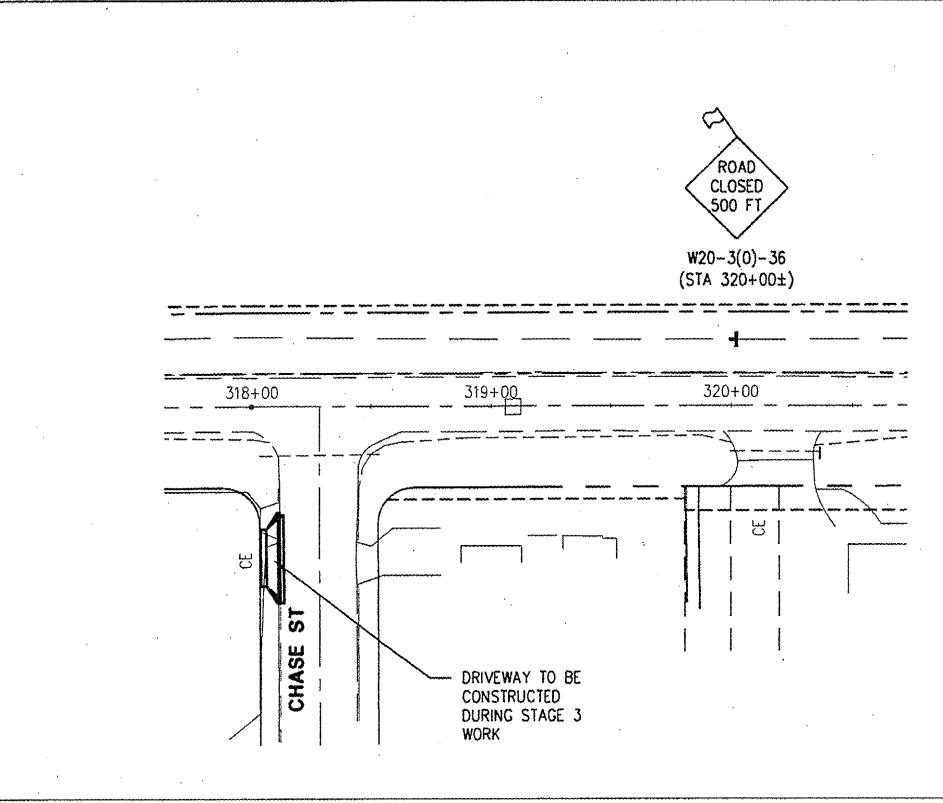 ROAD
CLOSED
500 FT
W20-3(O)-36
(STA 320+00±)
318+00
319+00
320+00
CE
CE
CHASE ST
DRIVEWAY TO BE
CONSTRUCTED
DURING STAGE 3
WORK